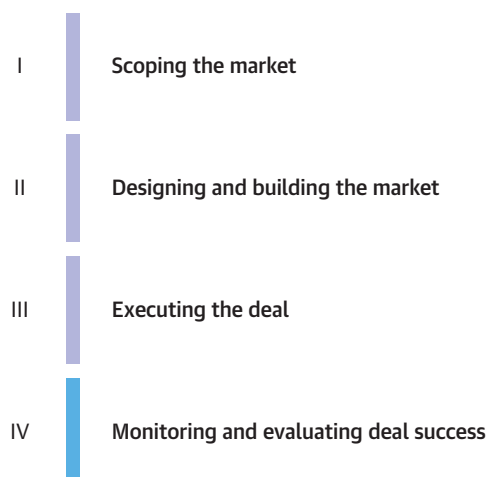 I Scoping the market
II Designing and building the market
III Executing the deal
IV Monitoring and evaluating deal success